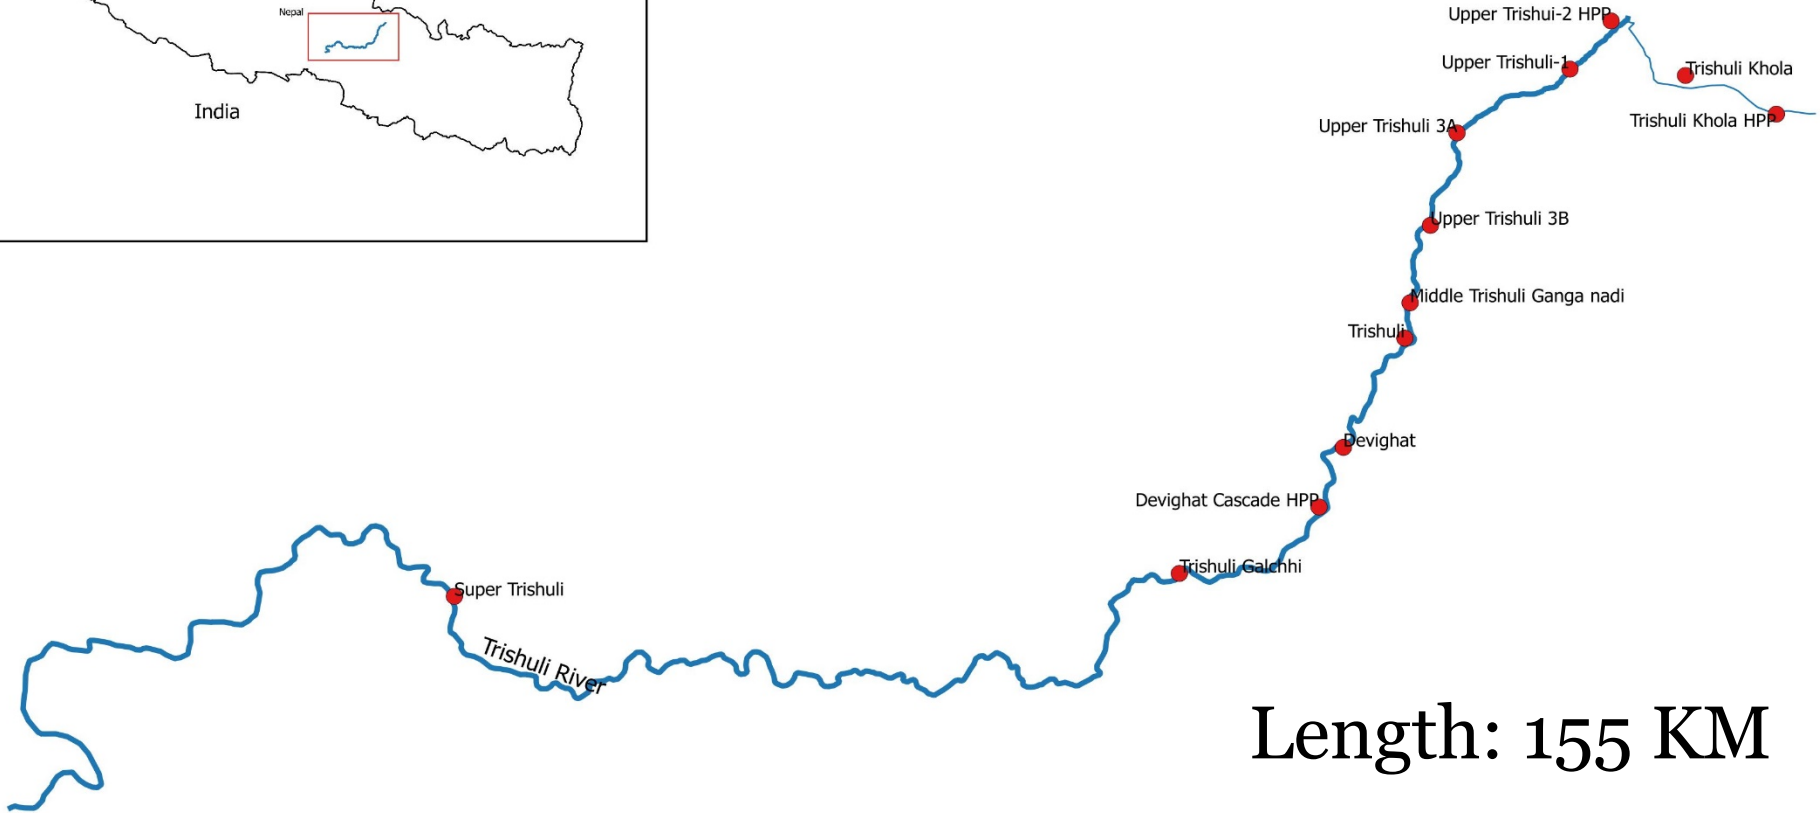 Nepal
India
Upper Trishui-2 HPP
Upper Trishuli-1
Trishuli Khola
Trishuli Khola HPP
Upper Trishuli 3A
Upper Trishuli 3B
Middle Trishuli Ganga nadi
Trishuli
Devighat
Devighat Cascade HPP
Trishuli Galchhi
Super Trishuli
Trishuli River
Length: 155 KM